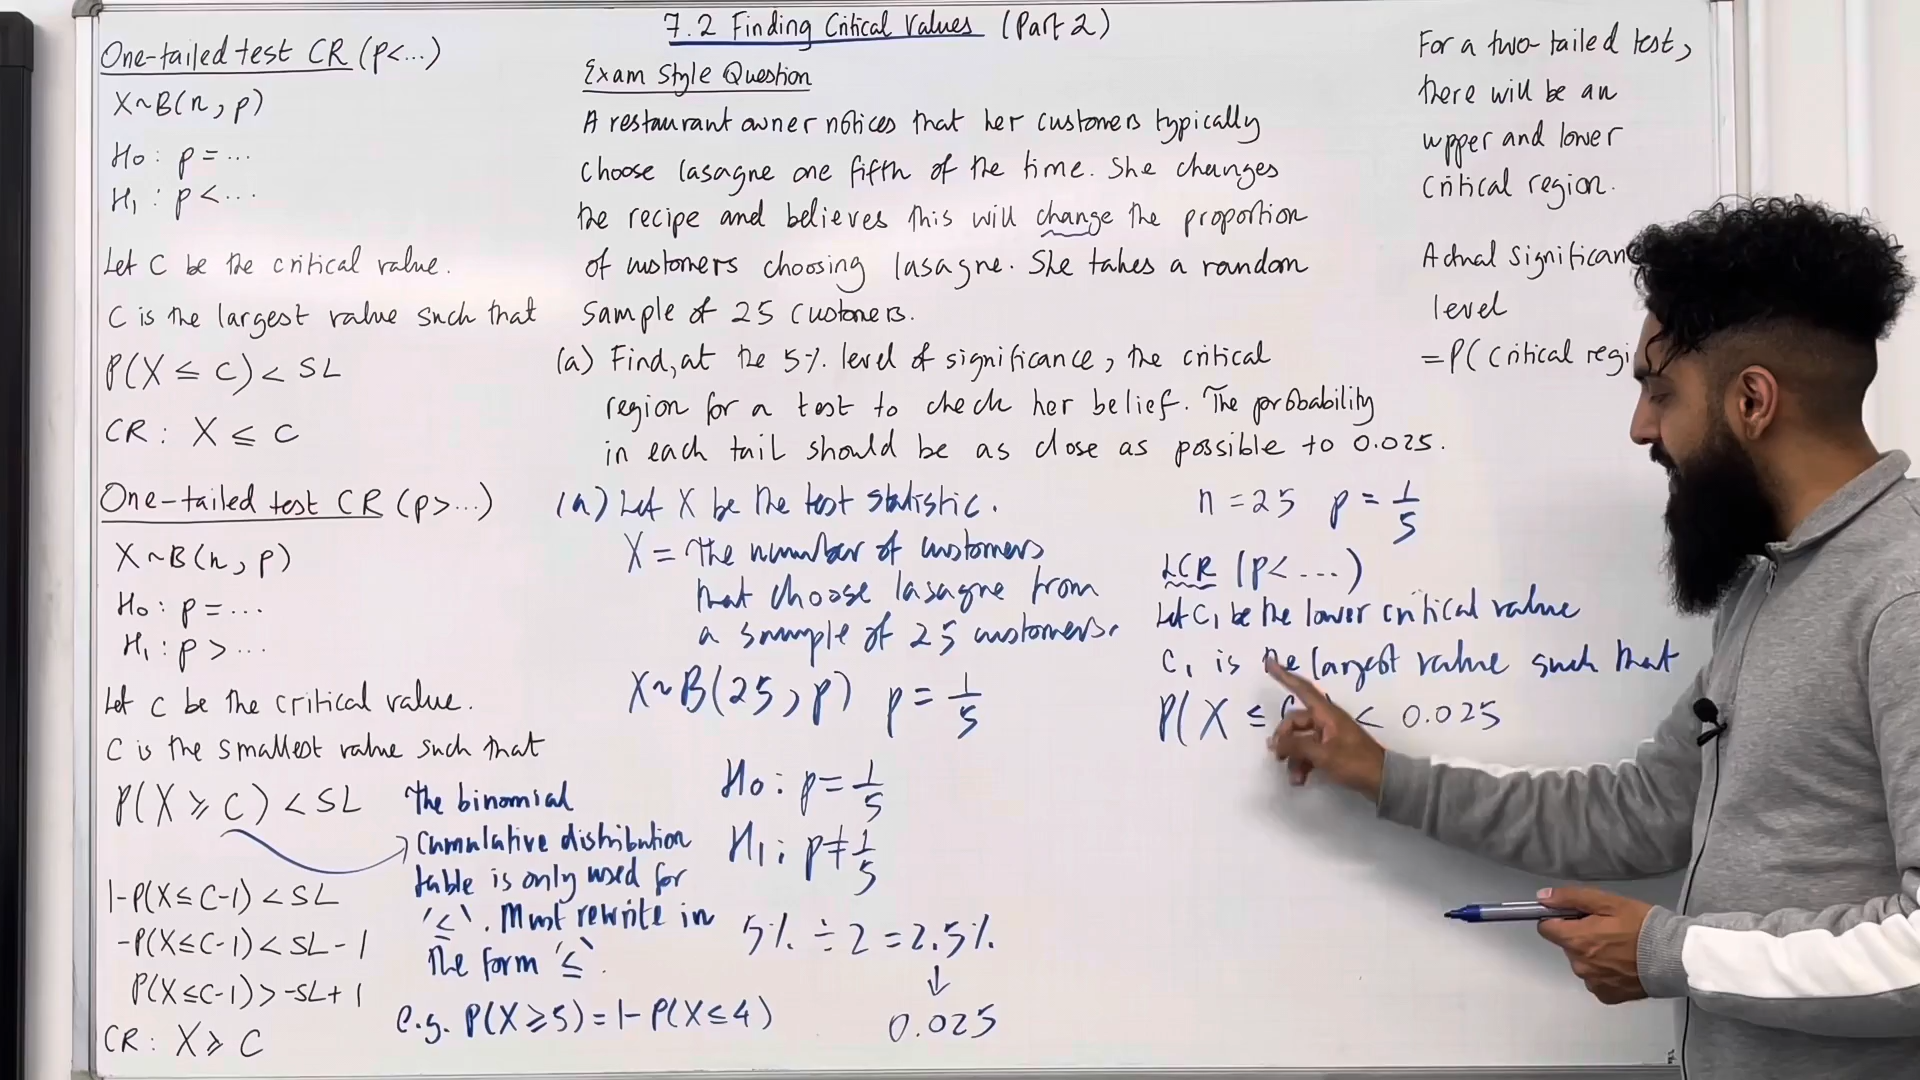 7.2 Finding Critical Values (Part 2)
One-tailed test CR (p<...)
X~B(n, p)
H0: p = ...
H1: p < ...
Let C be the critical value.
C is the largest value such that
P(X ≤ C) < SL
CR: X ≤ C
One-tailed test CR (p>...)
X~B(n, p)
H0: p = ...
H1: p > ...
Let C be the critical value.
C is the smallest value such that
P(X ≥ C) < SL
1-P(X≤C-1) < SL
-P(X≤C-1) < SL-1
P(X≤C-1) > -SL+1
CR: X ≥ C
The binomial
Cumulative distribution
table is only used for
'≤'. Must rewrite in
the form '≤'.
e.g. P(X≥5) = 1-P(X≤4)
Exam Style Question
A restaurant owner notices that her customers typically
choose lasagne one fifth of the time. She changes
the recipe and believes this will change the proportion
of customers choosing lasagne. She takes a random
Sample of 25 customers.
(a) Find, at the 5% level of significance, the critical
region for a test to check her belief. The probability
in each tail should be as close as possible to 0.025.
(a) Let X be the test statistic.
X = the number of customers
that choose lasagne from
a sample of 25 customers.
X~B(25, p) p = 1/5
H0: p = 1/5
H1: p ≠ 1/5
5% ÷ 2 = 2.5%
↓
0.025
n = 25 p = 1/5
LCR (p < ...)
Let C1 be the lower critical value
C1 is the largest value such that
P(X ≤ C < 0.025
For a two-tailed test,
there will be an
upper and lower
critical region.
Actual
level
= P(critical